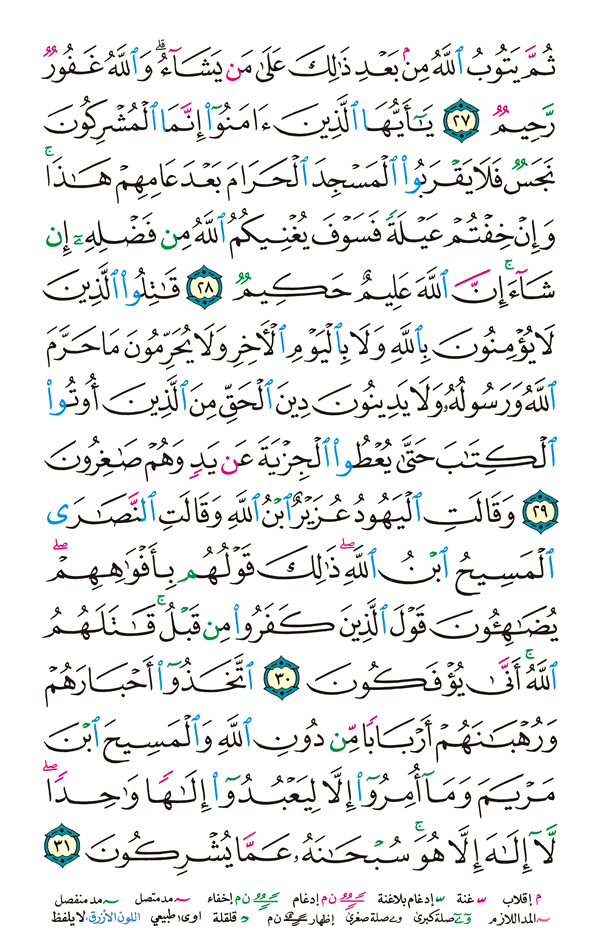 ثُمَّ يَتُوبُ ٱللَّهُ مِنۢ بَعْدِ ذَٰلِكَ عَلَىٰ مَن يَشَآءُ ۗ وَٱللَّهُ غَفُورٌ
رَّحِيمٌ ٢٧ يَـٰٓأَيُّهَا ٱلَّذِينَ ءَامَنُوٓا۟ إِنَّمَا ٱلْمُشْرِكُونَ
نَجَسٌ فَلَا يَقْرَبُوا۟ ٱلْمَسْجِدَ ٱلْحَرَامَ بَعْدَ عَامِهِمْ هَـٰذَا ۚ
وَإِنْ خِفْتُمْ عَيْلَةً فَسَوْفَ يُغْنِيكُمُ ٱللَّهُ مِن فَضْلِهِۦٓ إِن
شَآءَ ۚ إِنَّ ٱللَّهَ عَلِيمٌ حَكِيمٌ ٢٨ قَـٰتِلُوا۟ ٱلَّذِينَ
لَا يُؤْمِنُونَ بِٱللَّهِ وَلَا بِٱلْيَوْمِ ٱلْـَٔاخِرِ وَلَا يُحَرِّمُونَ مَا حَرَّمَ
ٱللَّهُ وَرَسُولُهُۥ وَلَا يَدِينُونَ دِينَ ٱلْحَقِّ مِنَ ٱلَّذِينَ أُوتُوا۟
ٱلْكِتَـٰبَ حَتَّىٰ يُعْطُوا۟ ٱلْجِزْيَةَ عَن يَدٍ وَهُمْ صَـٰغِرُونَ
٢٩ وَقَالَتِ ٱلْيَهُودُ عُزَيْرٌ ٱبْنُ ٱللَّهِ وَقَالَتِ ٱلنَّصَـٰرَى
ٱلْمَسِيحُ ٱبْنُ ٱللَّهِ ۖ ذَٰلِكَ قَوْلُهُم بِأَفْوَٰهِهِمْ ۖ
يُضَـٰهِـُٔونَ قَوْلَ ٱلَّذِينَ كَفَرُوا۟ مِن قَبْلُ ۚ قَـٰتَلَهُمُ
ٱللَّهُ ۚ أَنَّىٰ يُؤْفَكُونَ ٣٠ ٱتَّخَذُوٓا۟ أَحْبَارَهُمْ
وَرُهْبَـٰنَهُمْ أَرْبَابًا مِّن دُونِ ٱللَّهِ وَٱلْمَسِيحَ ٱبْنَ
مَرْيَمَ وَمَآ أُمِرُوٓا۟ إِلَّا لِيَعْبُدُوٓا۟ إِلَـٰهًا وَٰحِدًا ۖ
لَّآ إِلَـٰهَ إِلَّا هُوَ ۚ سُبْحَـٰنَهُۥ عَمَّا يُشْرِكُونَ ٣١
م إقلاب غنة إدغام بلاغنة ن م إدغام ن م إخفاء مد متصل مد منفصل
المد اللازم صلة كبرى صلة صغرى إظهار ن م قلقلة اوى طبيعي اللون الأزرق: لا يلفظ